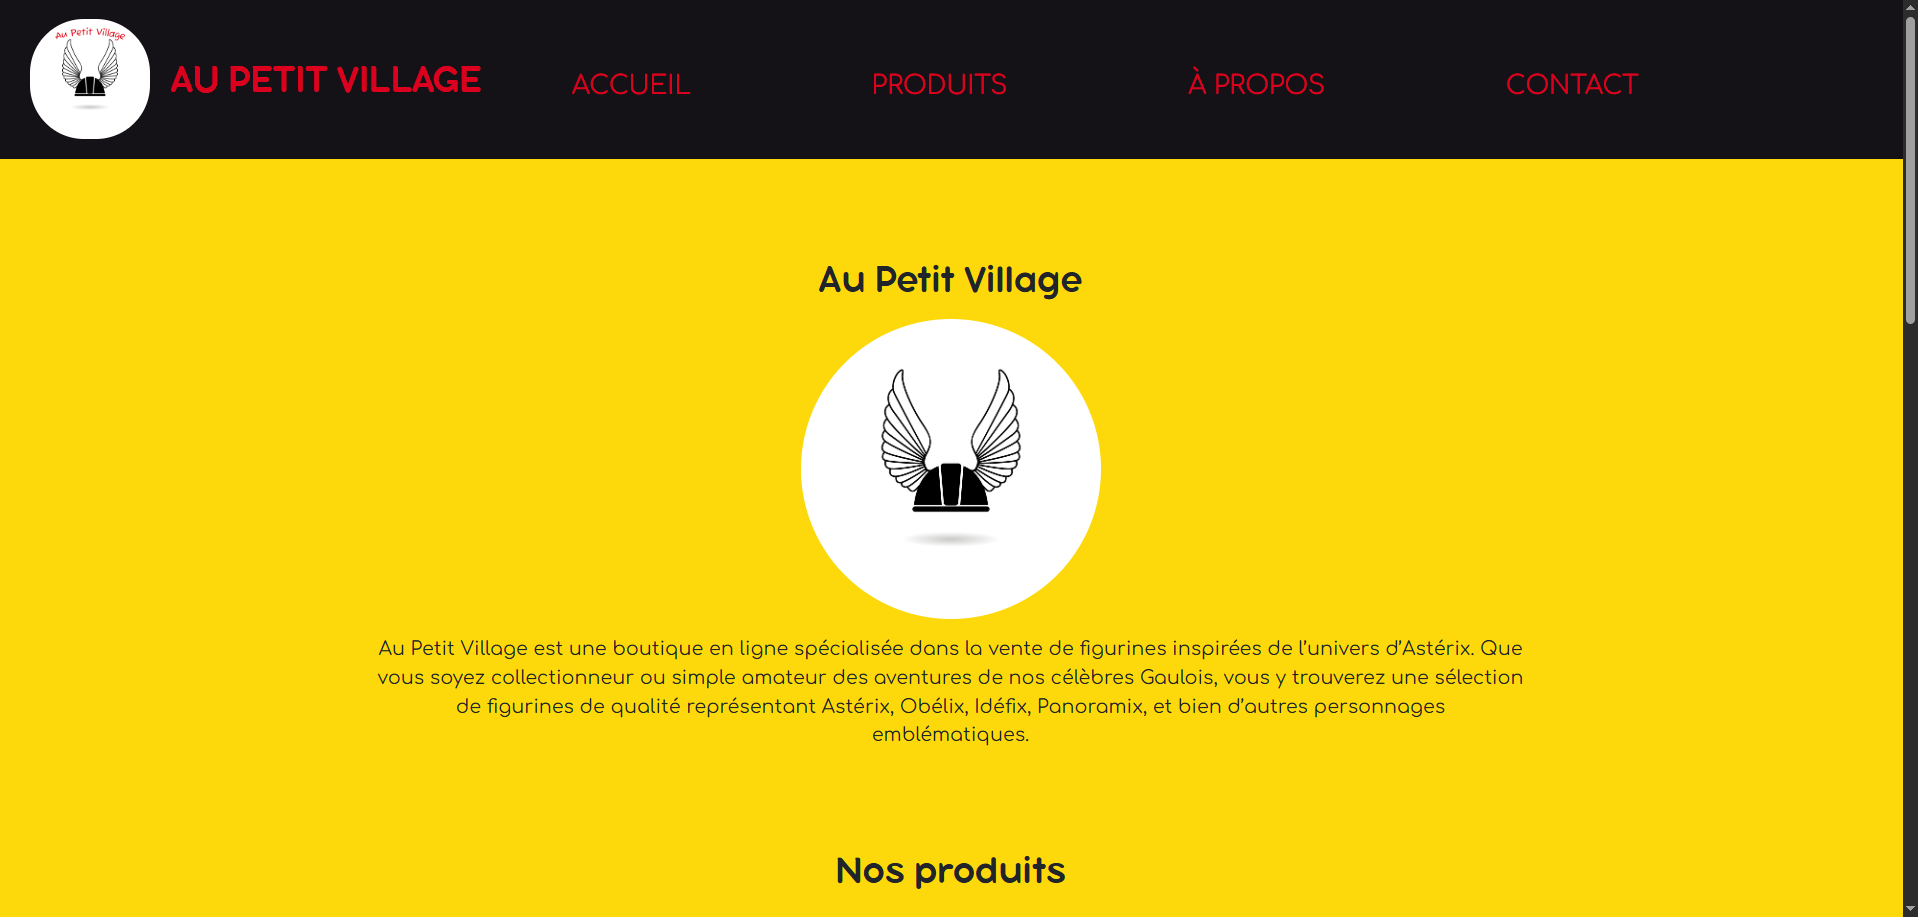 Au Petit Village
AU PETIT VILLAGE
ACCUEIL
PRODUITS
À PROPOS
CONTACT
Au Petit Village
Au Petit Village est une boutique en ligne spécialisée dans la vente de figurines inspirées de l’univers d’Astérix. Que
vous soyez collectionneur ou simple amateur des aventures de nos célèbres Gaulois, vous y trouverez une sélection
de figurines de qualité représentant Astérix, Obélix, Idéfix, Panoramix, et bien d’autres personnages
emblématiques.
Nos produits